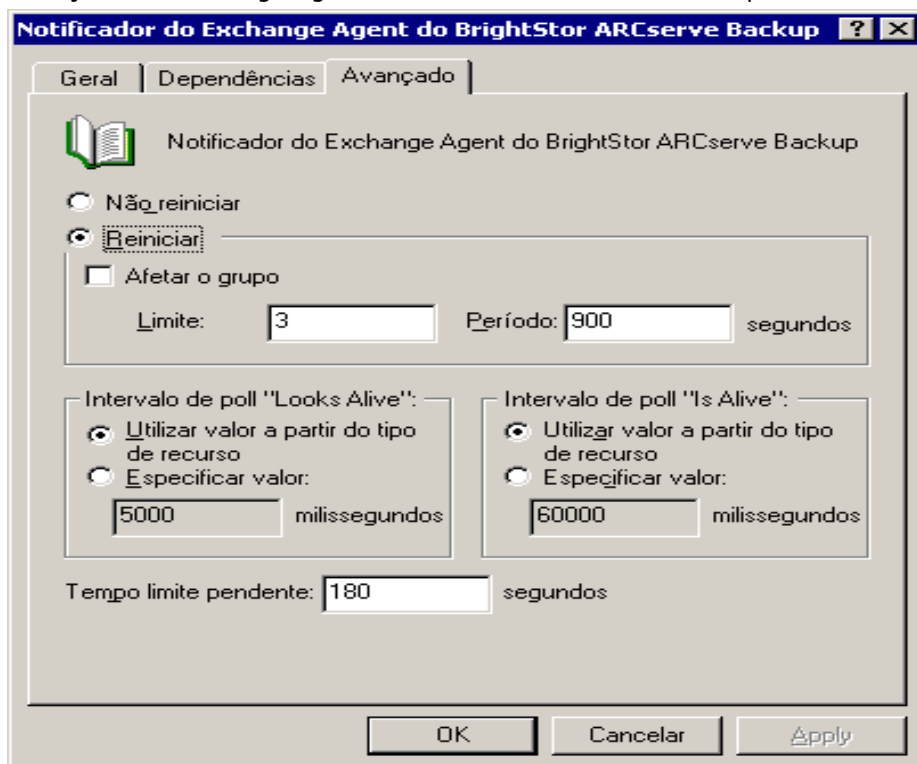 Notificador do Exchange Agent do BrightStor ARCserve Backup
Geral Dependências Avançado
Notificador do Exchange Agent do BrightStor ARCserve Backup
Não reiniciar
Reiniciar
Afetar o grupo
Limite: 3 Período: 900 segundos
Intervalo de poll "Looks Alive": Intervalo de poll "Is Alive":
Utilizar valor a partir do tipo de recurso
Especificar valor:
5000 milissegundos
Utilizar valor a partir do tipo de recurso
Especificar valor:
60000 milissegundos
Tempo limite pendente: 180 segundos
OK Cancelar Apply